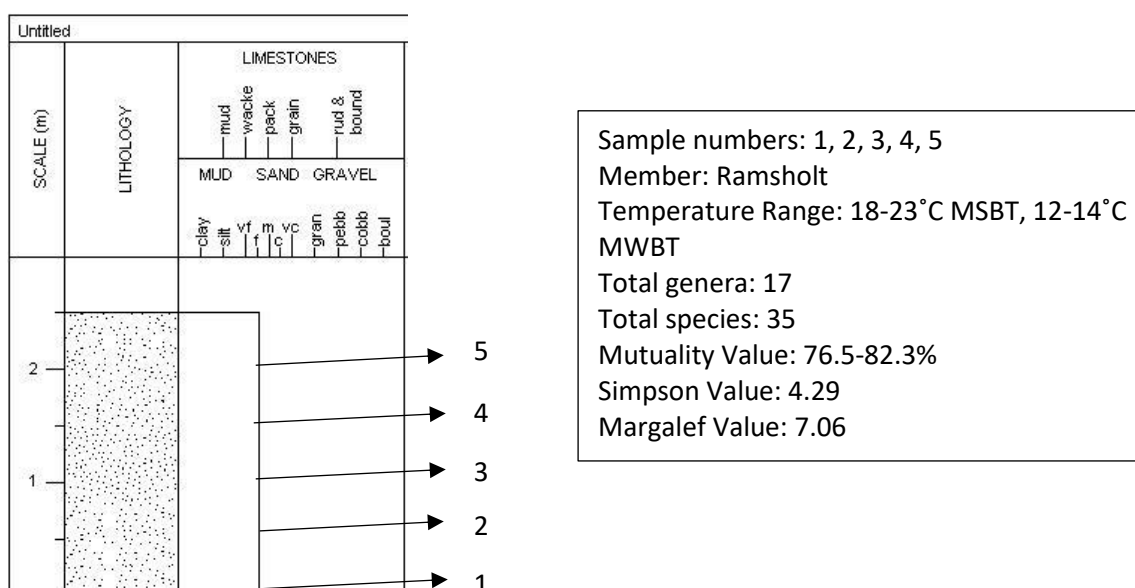 Untitled
LIMESTONES
SCALE (m)
LITHOLOGY
mud
wacke
pack
grain
rud &
bound
MUD SAND GRAVEL
clay
silt
vf
f
m
c
vc
gran
pebb
cobb
boul
2
1
5
4
3
2
1
Sample numbers: 1, 2, 3, 4, 5
Member: Ramsholt
Temperature Range: 18-23˚C MSBT, 12-14˚C
MWBT
Total genera: 17
Total species: 35
Mutuality Value: 76.5-82.3%
Simpson Value: 4.29
Margalef Value: 7.06